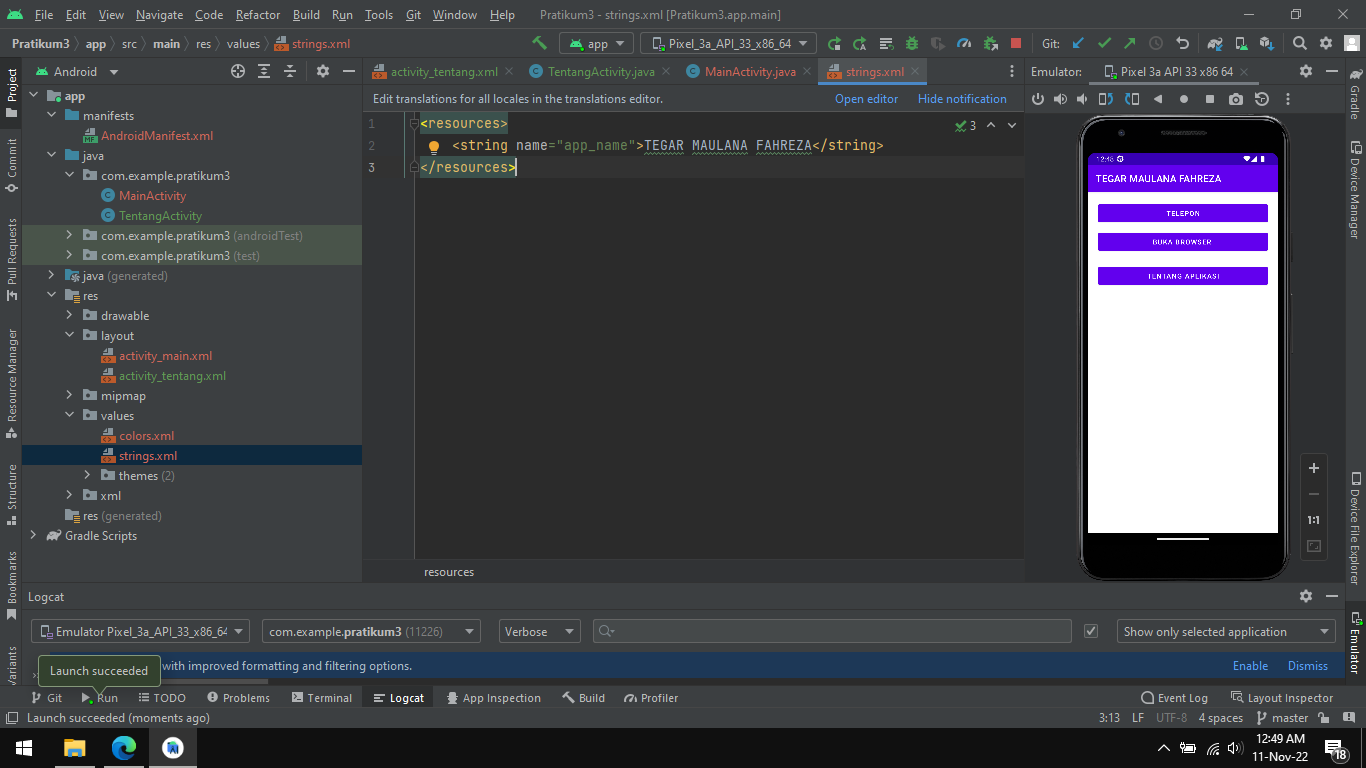 File Edit View Navigate Code Refactor Build Run Tools Git Window Help Pratikum3 - strings.xml [Pratikum3.app.main]
Pratikum3 app src main res values strings.xml app Pixel_3a_API_33_x86_64 Git:
Project
Commit
Pull Requests
Resource Manager
Structure
Bookmarks
Variants
Android
app
manifests
AndroidManifest.xml
java
com.example.pratikum3
MainActivity
TentangActivity
com.example.pratikum3 (androidTest)
com.example.pratikum3 (test)
java (generated)
res
drawable
layout
activity_main.xml
activity_tentang.xml
mipmap
values
colors.xml
strings.xml
themes (2)
xml
res (generated)
Gradle Scripts
activity_tentang.xml TentangActivity.java MainActivity.java strings.xml
Edit translations for all locales in the translations editor. Open editor Hide notification
1 <resources>
2 <string name="app_name">TEGAR MAULANA FAHREZA</string>
3 </resources>
3
resources
Emulator: Pixel 3a API 33 x86 64
12:48
TEGAR MAULANA FAHREZA
TELEPON
BUKA BROWSER
TENTANG APLIKASI
1:1
Gradle
Device Manager
Device File Explorer
Emulator
Logcat
Emulator Pixel_3a_API_33_x86_64 com.example.pratikum3 (11226) Verbose Show only selected application
with improved formatting and filtering options. Enable Dismiss
Launch succeeded
Git Run TODO Problems Terminal Logcat App Inspection Build Profiler Event Log Layout Inspector
Launch succeeded (moments ago) 3:13 LF UTF-8 4 spaces master
12:49 AM
11-Nov-22
18